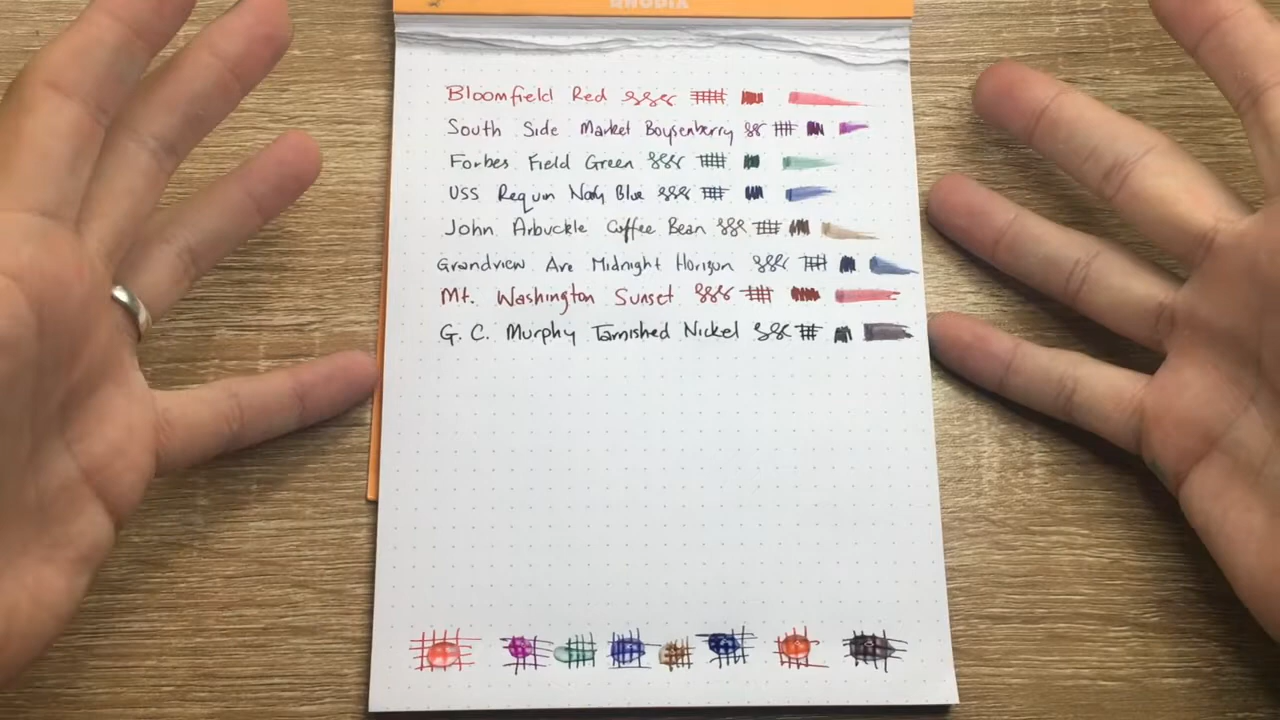 RHODIA
Bloomfield Red
South Side Market Boysenberry
Forbes Field Green
USS Requin Navy Blue
John Arbuckle Coffee Bean
Grandview Ave Midnight Horizon
Mt. Washington Sunset
G. C. Murphy Tarnished Nickel